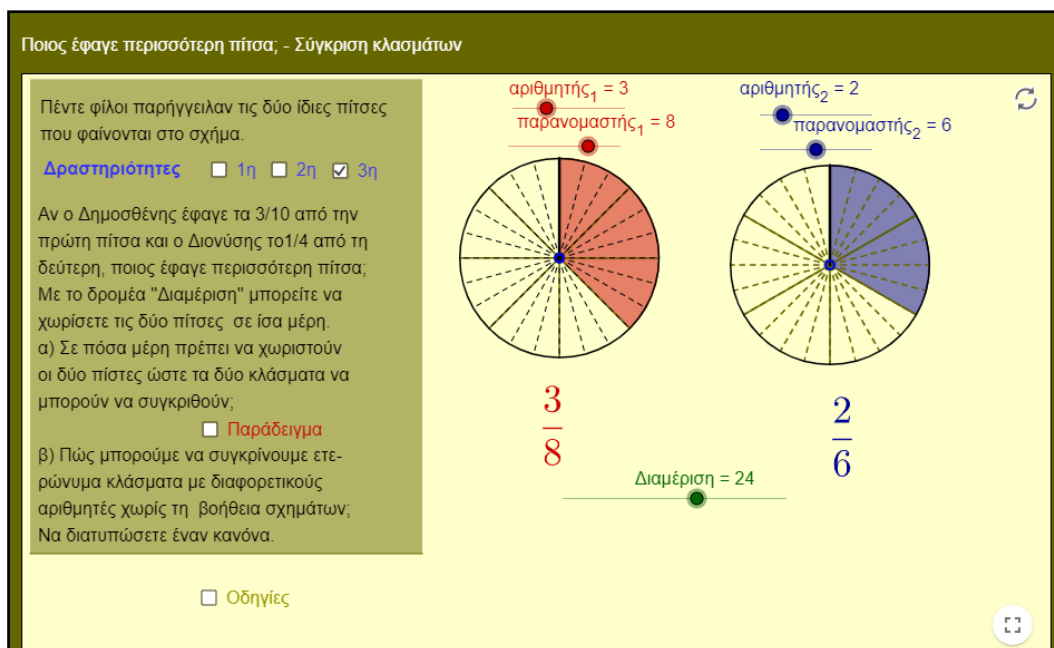 Ποιος έφαγε περισσότερη πίτσα; - Σύγκριση κλασμάτων
Πέντε φίλοι παρήγγειλαν τις δύο ίδιες πίτσες
που φαίνονται στο σχήμα.
Δραστηριότητες 1η 2η 3η
Αν ο Δημοσθένης έφαγε τα 3/10 από την
πρώτη πίτσα και ο Διονύσης το1/4 από τη
δεύτερη, ποιος έφαγε περισσότερη πίτσα;
Με το δρομέα "Διαμέριση" μπορείτε να
χωρίσετε τις δύο πίτσες σε ίσα μέρη.
α) Σε πόσα μέρη πρέπει να χωριστούν
οι δύο πίστες ώστε τα δύο κλάσματα να
μπορούν να συγκριθούν;
Παράδειγμα
β) Πώς μπορούμε να συγκρίνουμε ετε-
ρώνυμα κλάσματα με διαφορετικούς
αριθμητές χωρίς τη βοήθεια σχημάτων;
Να διατυπώσετε έναν κανόνα.
Οδηγίες
αριθμητής₁ = 3
παρανομαστής₁ = 8
αριθμητής₂ = 2
παρανομαστής₂ = 6
3
8
2
6
Διαμέριση = 24